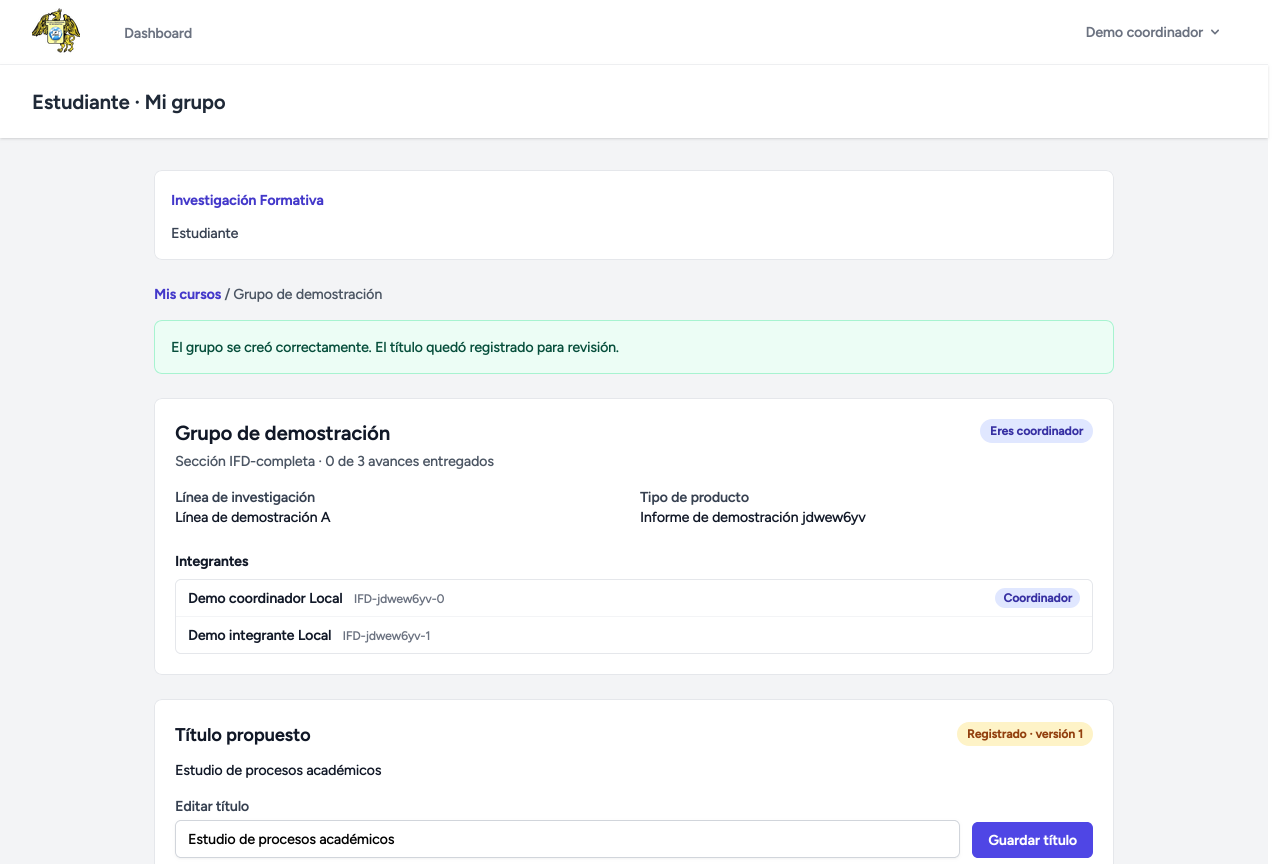 Dashboard
Demo coordinador
Estudiante · Mi grupo
Investigación Formativa
Estudiante
Mis cursos / Grupo de demostración
El grupo se creó correctamente. El título quedó registrado para revisión.
Grupo de demostración
Eres coordinador
Sección IFD-completa · 0 de 3 avances entregados
Línea de investigación
Línea de demostración A
Tipo de producto
Informe de demostración jdwew6yv
Integrantes
Demo coordinador Local IFD-jdwew6yv-0
Coordinador
Demo integrante Local IFD-jdwew6yv-1
Título propuesto
Registrado · versión 1
Estudio de procesos académicos
Editar título
Estudio de procesos académicos
Guardar título